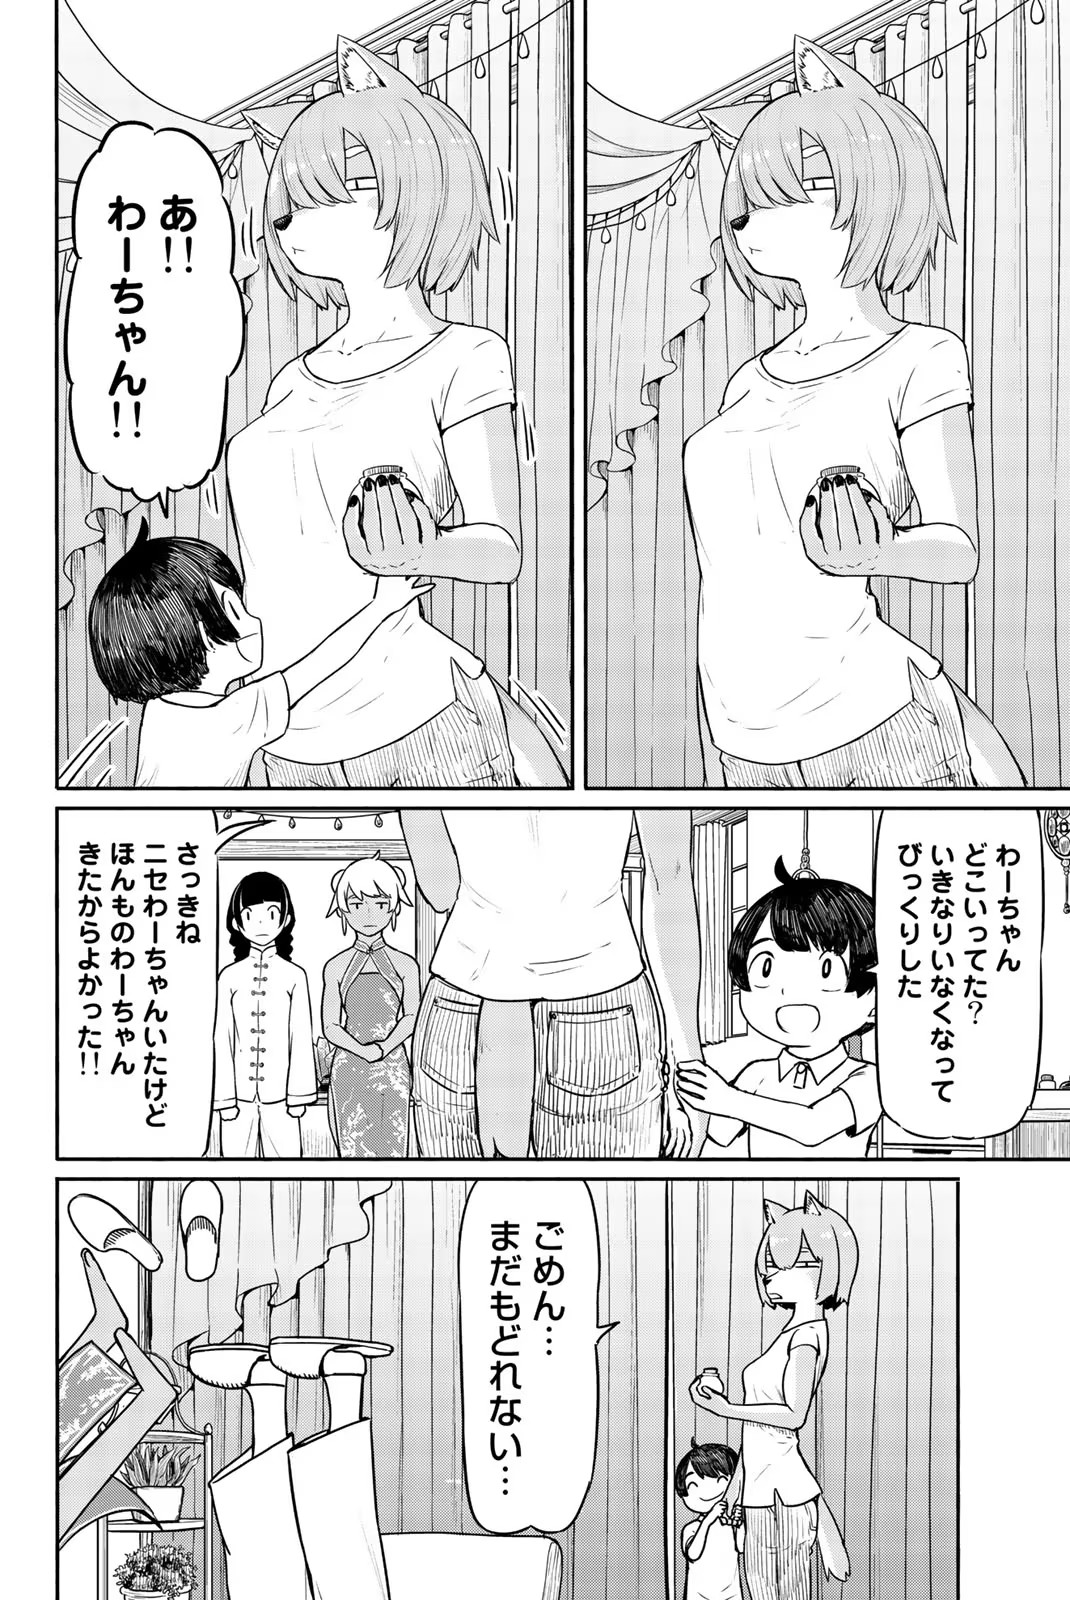 あ!!
わーちゃん!!
わーちゃん
どこいってた?
いきなりいなくなって
びっくりした
さっきね
ニセわーちゃんいたけど
ほんものわーちゃん
きたからよかった!!
ごめん…
まだもどれない…